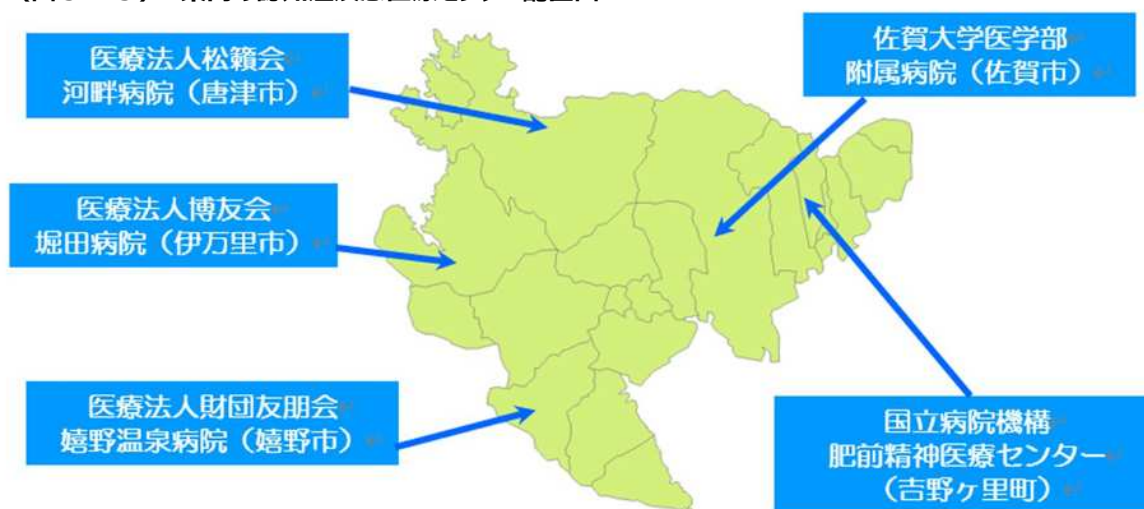 医療法人松籟会
河畔病院（唐津市）
佐賀大学医学部
附属病院（佐賀市）
医療法人博友会
堀田病院（伊万里市）
医療法人財団友朋会
嬉野温泉病院（嬉野市）
国立病院機構
肥前精神医療センター
（吉野ヶ里町）